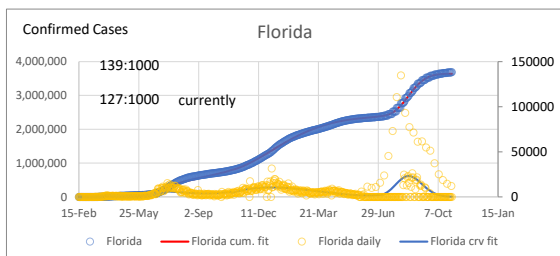 Confirmed Cases
Florida
4,000,000
3,000,000
2,000,000
1,000,000
0
139:1000
127:1000 currently
150000
100000
50000
0
15-Feb 25-May 2-Sep 11-Dec 21-Mar 29-Jun 7-Oct 15-Jan
Florida Florida cum. fit Florida daily Florida crv fit